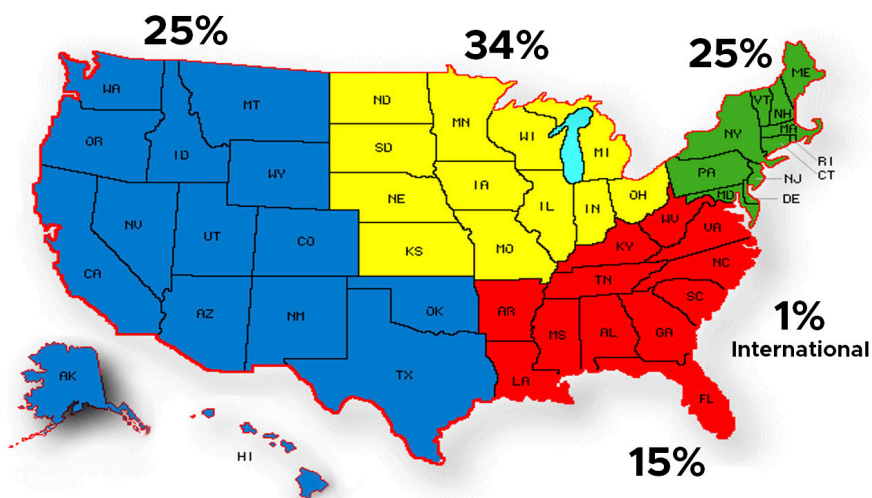 25%
34%
25%
WA
MT
ND
MN
ME
VT
NH
OR
ID
SD
WI
MI
NY
MA
WY
RI
CT
IA
PA
NJ
NE
OH
MD
DE
NV
UT
CO
IL
IN
WV
VA
KS
MO
KY
CA
NC
TN
AZ
NM
OK
AR
SC
1%
International
MS
AL
GA
AK
TX
LA
FL
HI
15%